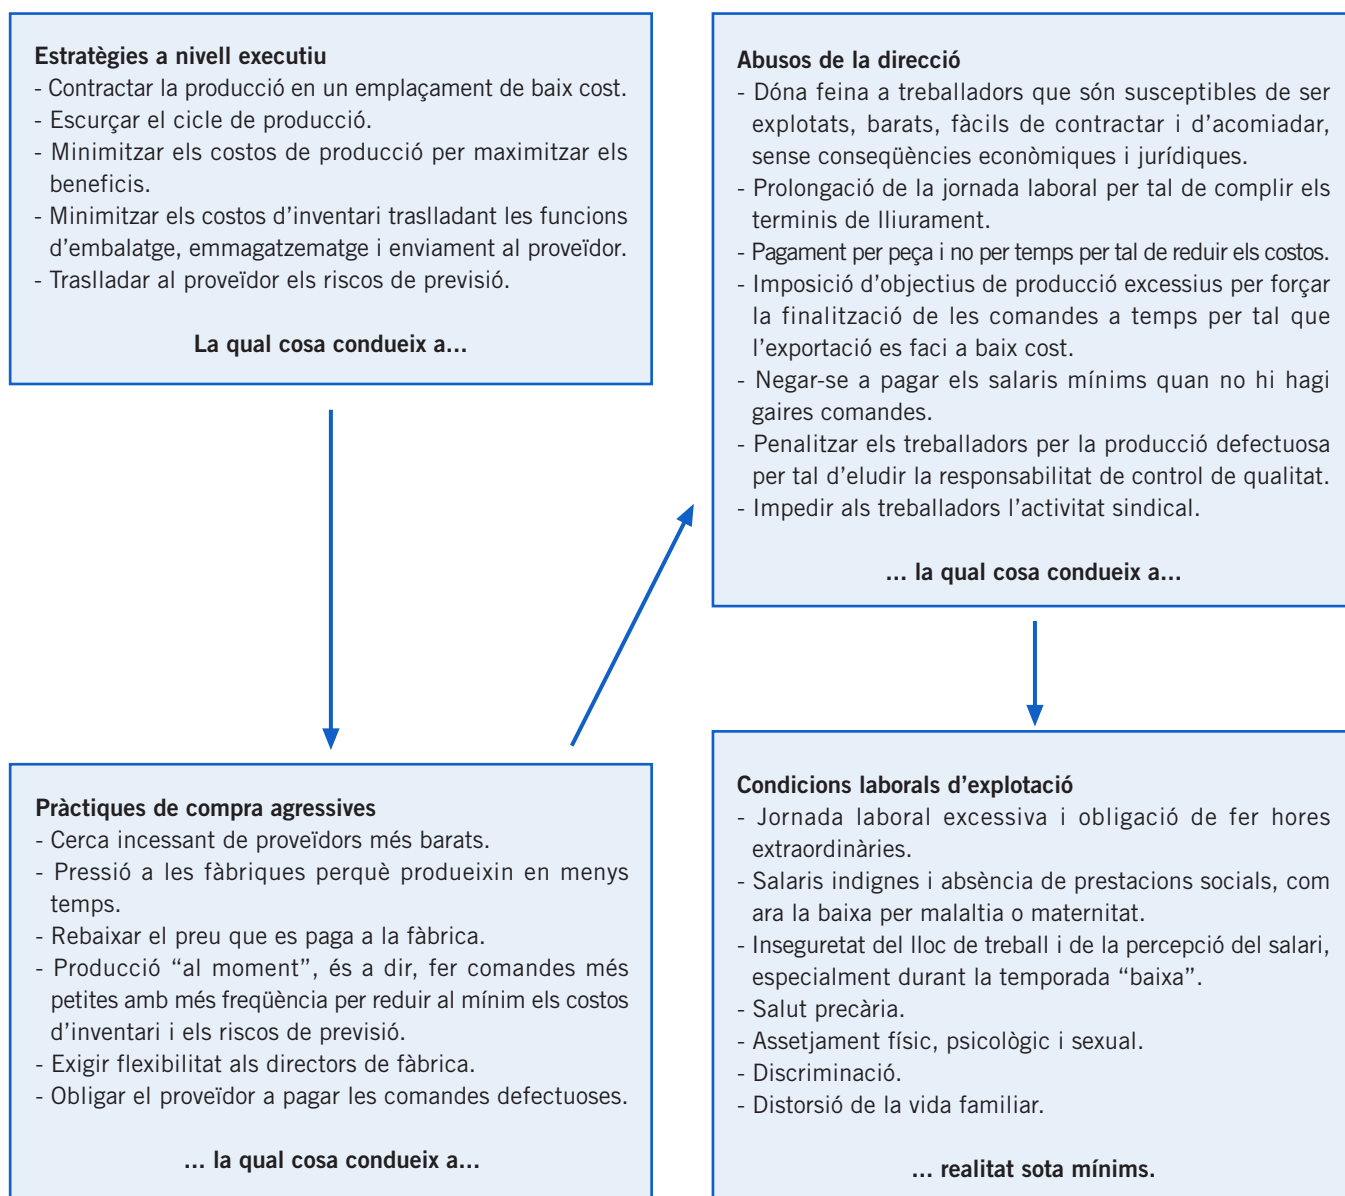 Estratègies a nivell executiu
- Contractar la producció en un emplaçament de baix cost.
- Escurçar el cicle de producció.
- Minimitzar els costos de producció per maximitzar els
beneficis.
- Minimitzar els costos d’inventari traslladant les funcions
d’embalatge, emmagatzematge i enviament al proveïdor.
- Traslladar al proveïdor els riscos de previsió.
La qual cosa condueix a…
Pràctiques de compra agressives
- Cerca incessant de proveïdors més barats.
- Pressió a les fàbriques perquè produeixin en menys
temps.
- Rebaixar el preu que es paga a la fàbrica.
- Producció “al moment”, és a dir, fer comandes més
petites amb més freqüència per reduir al mínim els costos
d’inventari i els riscos de previsió.
- Exigir flexibilitat als directors de fàbrica.
- Obligar el proveïdor a pagar les comandes defectuoses.
… la qual cosa condueix a…
Abusos de la direcció
- Dóna feina a treballadors que són susceptibles de ser
explotats, barats, fàcils de contractar i d’acomiadar,
sense conseqüències econòmiques i jurídiques.
- Prolongació de la jornada laboral per tal de complir els
terminis de lliurament.
- Pagament per peça i no per temps per tal de reduir els costos.
- Imposició d’objectius de producció excessius per forçar
la finalització de les comandes a temps per tal que
l’exportació es faci a baix cost.
- Negar-se a pagar els salaris mínims quan no hi hagi
gaires comandes.
- Penalitzar els treballadors per la producció defectuosa
per tal d’eludir la responsabilitat de control de qualitat.
- Impedir als treballadors l’activitat sindical.
… la qual cosa condueix a…
Condicions laborals d’explotació
- Jornada laboral excessiva i obligació de fer hores
extraordinàries.
- Salaris indignes i absència de prestacions socials, com
ara la baixa per malaltia o maternitat.
- Inseguretat del lloc de treball i de la percepció del salari,
especialment durant la temporada “baixa”.
- Salut precària.
- Assetjament físic, psicològic i sexual.
- Discriminació.
- Distorsió de la vida familiar.
… realitat sota mínims.